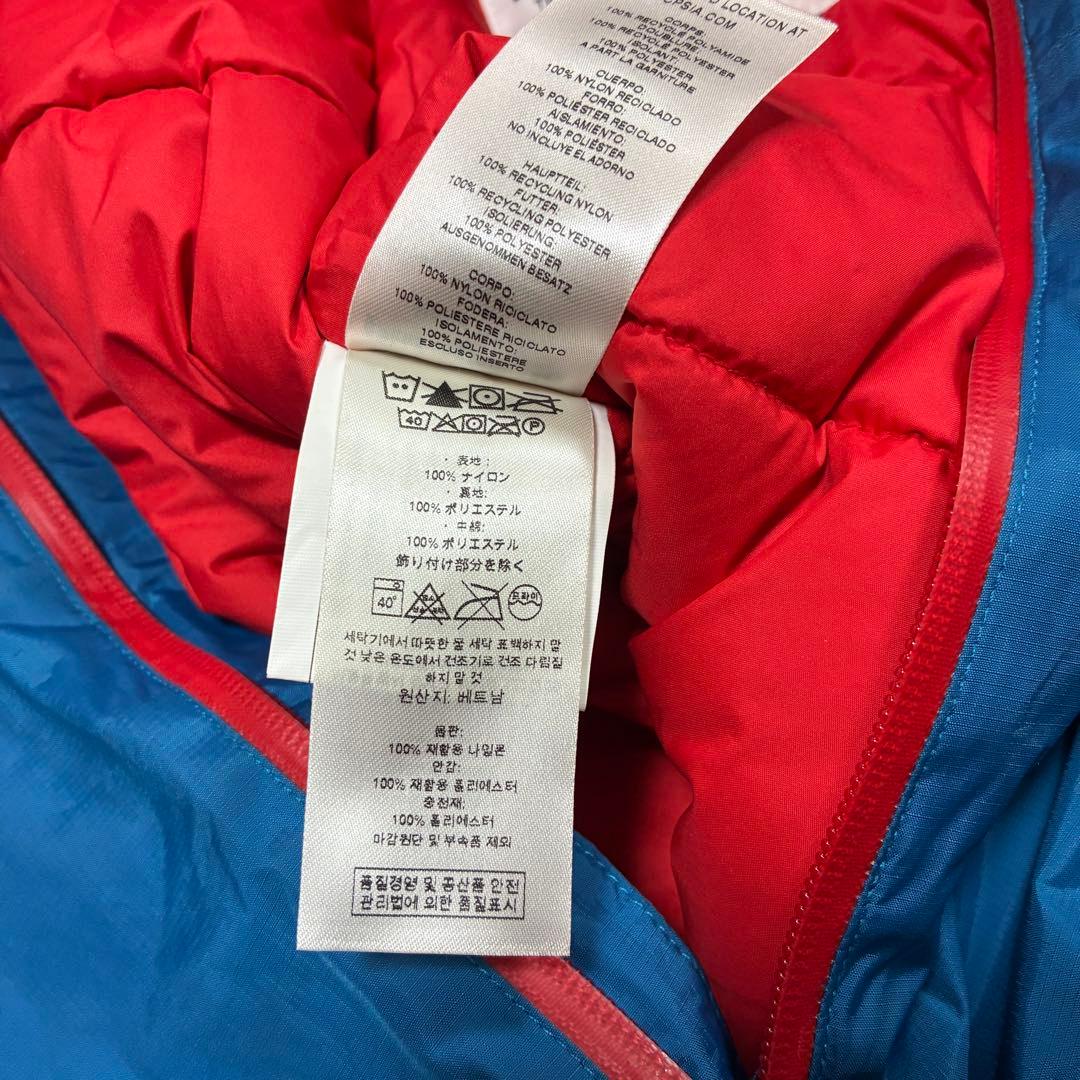 D LOCATION AT
PSIA.COM
CORPS:
100% RECYCLE POLYAMIDE
DOUBLURE:
100% RECYCLE POLYESTER
ISOLANT:
100% POLYESTER
A PART LA GARNITURE
CUERPO:
100% NYLON RECICLADO
FORRO:
100% POLIÉSTER RECICLADO
AISLAMIENTO:
100% POLIÉSTER
NO INCLUYE EL ADORNO
HAUPTTEIL:
100% RECYCLING NYLON
FUTTER:
100% RECYCLING POLYESTER
ISOLIERUNG:
100% POLYESTER
AUSGENOMMEN BESATZ
CORPO:
100% NYLON RICICLATO
FODERA:
100% POLIESTERE RICICLATO
ISOLAMENTO:
100% POLIESTERE
ESCLUSO INSERTO
40 P
・表地：
100% ナイロン
・裏地:
100% ポリエステル
・中綿:
100% ポリエステル
飾り付け部分を除く
40° 드라이
세탁기에서 따뜻한 물 세탁 표백하지 말
것 낮은 온도에서 건조기로 건조 다림질
하지 말 것
원산지: 베트남
몸판:
100% 재활용 나일론
안감:
100% 재활용 폴리에스터
충전재:
100% 폴리에스터
마감원단 및 부속품 제외
품질경영 및 공산품 안전
관리법에 의한 품질표시